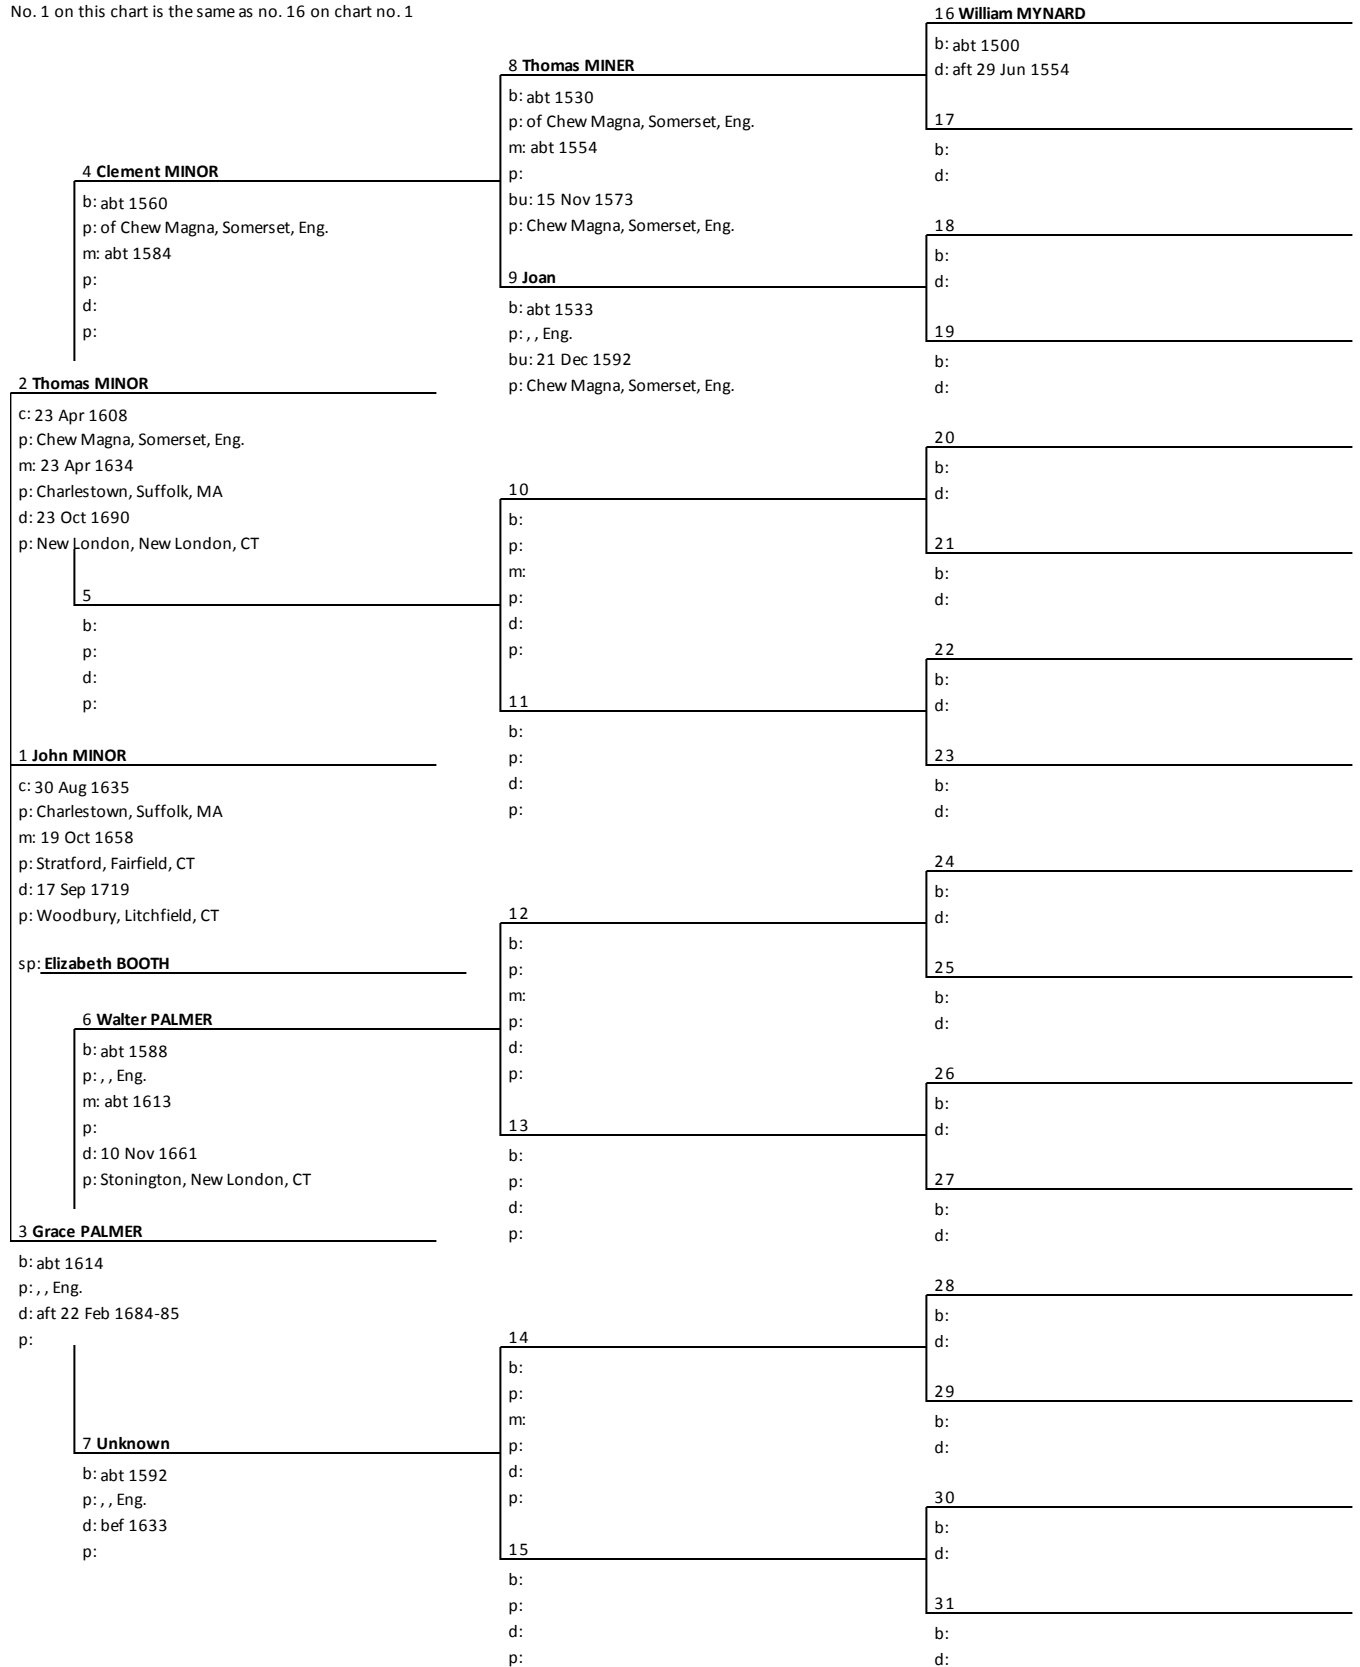 No. 1 on this chart is the same as no. 16 on chart no. 1
16 William MYNARD
b: abt 1500
d: aft 29 Jun 1554
8 Thomas MINER
b: abt 1530
p: of Chew Magna, Somerset, Eng.
m: abt 1554
p:
bu: 15 Nov 1573
p: Chew Magna, Somerset, Eng.
17
b:
d:
4 Clement MINOR
b: abt 1560
p: of Chew Magna, Somerset, Eng.
m: abt 1584
p:
d:
p:
18
b:
d:
9 Joan
b: abt 1533
p: , , Eng.
bu: 21 Dec 1592
p: Chew Magna, Somerset, Eng.
19
b:
d:
2 Thomas MINOR
c: 23 Apr 1608
p: Chew Magna, Somerset, Eng.
m: 23 Apr 1634
p: Charlestown, Suffolk, MA
d: 23 Oct 1690
p: New London, New London, CT
20
b:
d:
10
b:
p:
m:
p:
d:
p:
21
b:
d:
5
b:
p:
d:
p:
22
b:
d:
11
b:
p:
d:
p:
23
b:
d:
1 John MINOR
c: 30 Aug 1635
p: Charlestown, Suffolk, MA
m: 19 Oct 1658
p: Stratford, Fairfield, CT
d: 17 Sep 1719
p: Woodbury, Litchfield, CT
sp: Elizabeth BOOTH
24
b:
d:
12
b:
p:
m:
p:
d:
p:
25
b:
d:
6 Walter PALMER
b: abt 1588
p: , , Eng.
m: abt 1613
p:
d: 10 Nov 1661
p: Stonington, New London, CT
26
b:
d:
13
b:
p:
d:
p:
27
b:
d:
3 Grace PALMER
b: abt 1614
p: , , Eng.
d: aft 22 Feb 1684-85
p:
28
b:
d:
14
b:
p:
m:
p:
d:
p:
29
b:
d:
7 Unknown
b: abt 1592
p: , , Eng.
d: bef 1633
p:
30
b:
d:
15
b:
p:
d:
p:
31
b:
d: